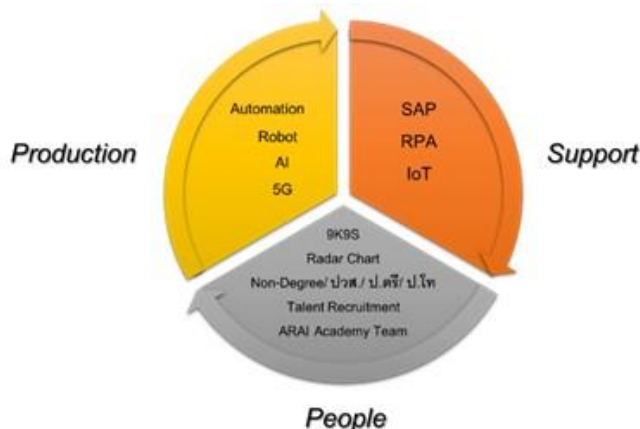 Production
Automation
Robot
AI
5G
SAP
RPA
IoT
Support
9K9S
Radar Chart
Non-Degree/ ปวส./ ป.ตรี/ ป.โท
Talent Recruitment
ARAI Academy Team
People